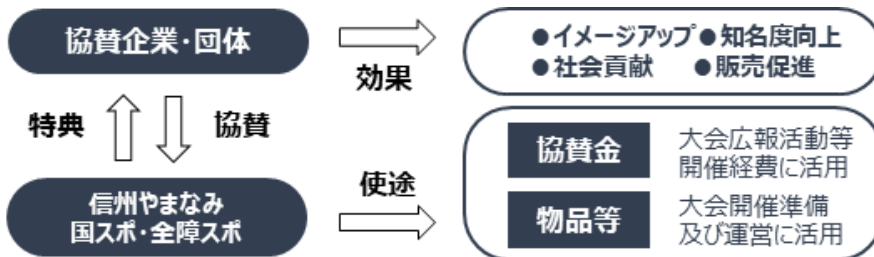 協賛企業・団体
効果
●イメージアップ●知名度向上
●社会貢献 ●販売促進
特典
協賛
信州やまなみ
国スポ・全障スポ
使途
協賛金
大会広報活動等
開催経費に活用
物品等
大会開催準備
及び運営に活用